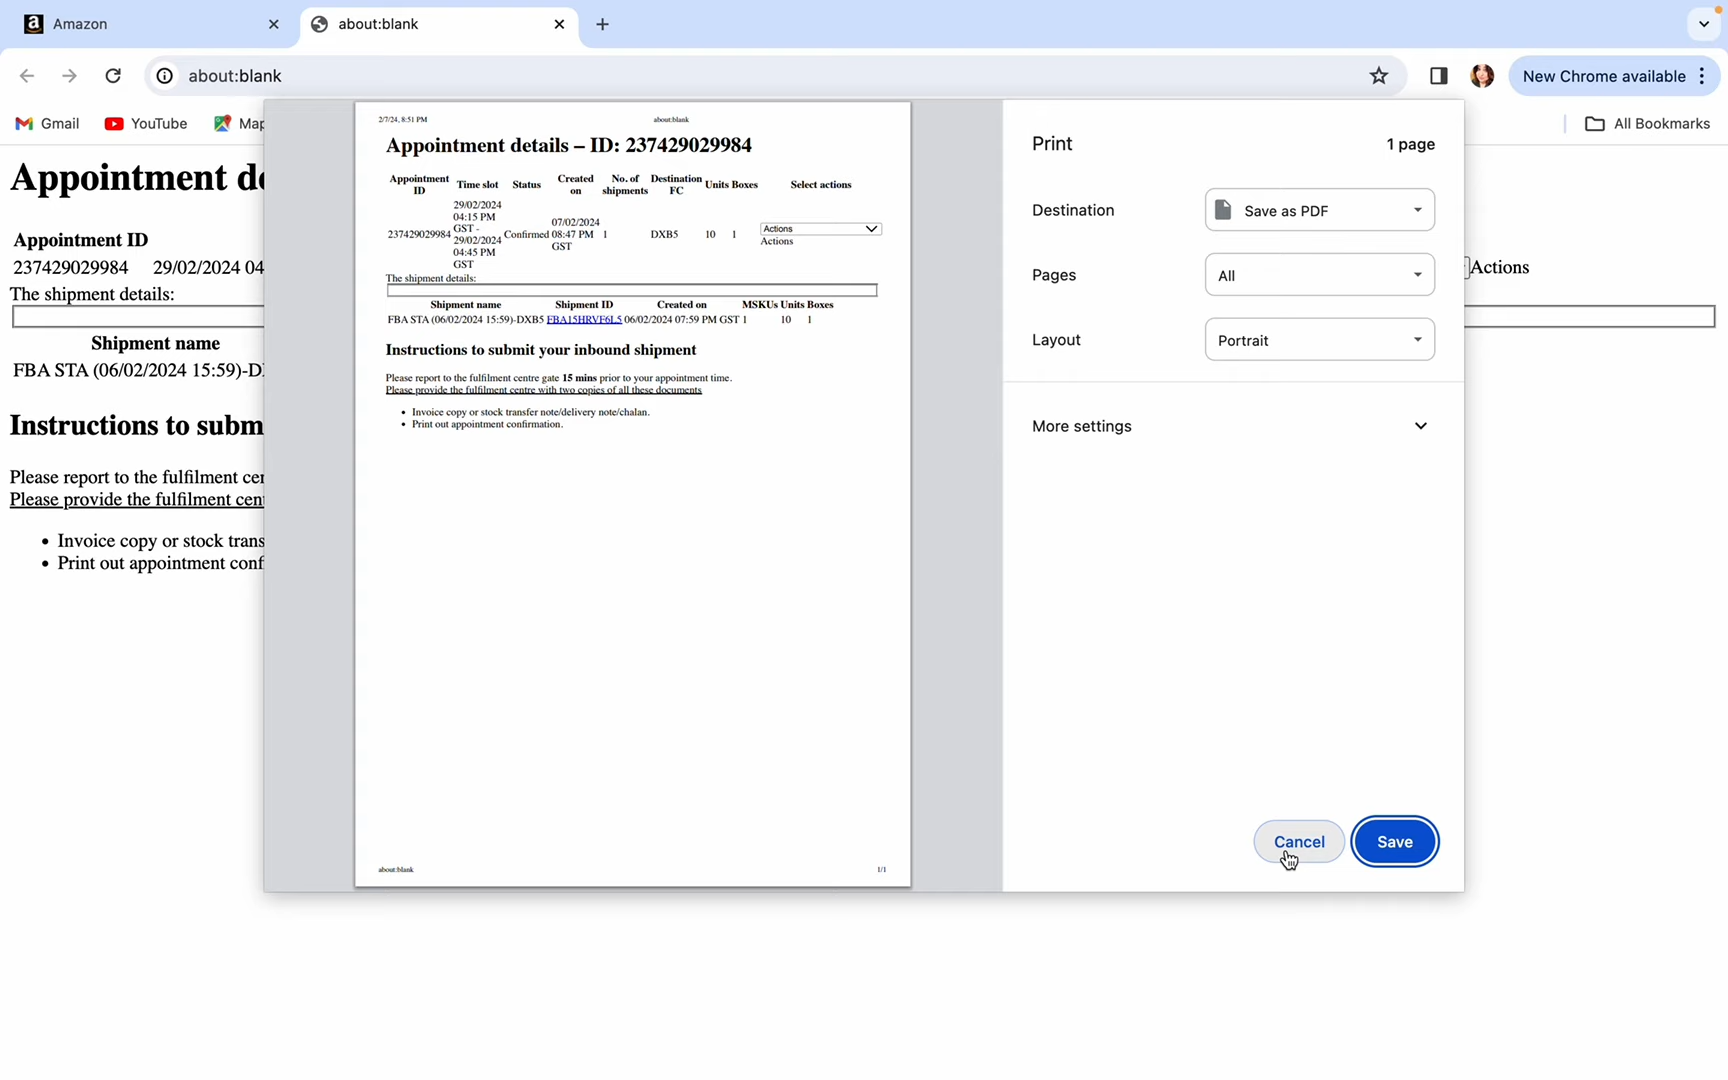 Amazon
about:blank
about:blank
New Chrome available
Gmail
YouTube
Map
All Bookmarks
Appointment de
Appointment ID
237429029984 29/02/2024 04
The shipment details:
Shipment name
FBA STA (06/02/2024 15:59)-D
Instructions to subm
Please report to the fulfilment cer
Please provide the fulfilment cent
• Invoice copy or stock trans
• Print out appointment conf
Actions
2/7/24, 8:51 PM about:blank
Appointment details – ID: 237429029984
Appointment ID Time slot Status Created on No. of shipments Destination FC Units Boxes Select actions
237429029984 29/02/2024 04:15 PM GST - 29/02/2024 04:45 PM GST Confirmed 07/02/2024 08:47 PM GST 1 DXB5 10 1 Actions
Actions
The shipment details:
Shipment name Shipment ID Created on MSKUs Units Boxes
FBA STA (06/02/2024 15:59)-DXB5 FBA15HRVF6L5 06/02/2024 07:59 PM GST 1 10 1
Instructions to submit your inbound shipment
Please report to the fulfilment centre gate 15 mins prior to your appointment time.
Please provide the fulfilment centre with two copies of all these documents
• Invoice copy or stock transfer note/delivery note/chalan.
• Print out appointment confirmation.
about:blank 1/1
Print 1 page
Destination Save as PDF
Pages All
Layout Portrait
More settings
Cancel Save